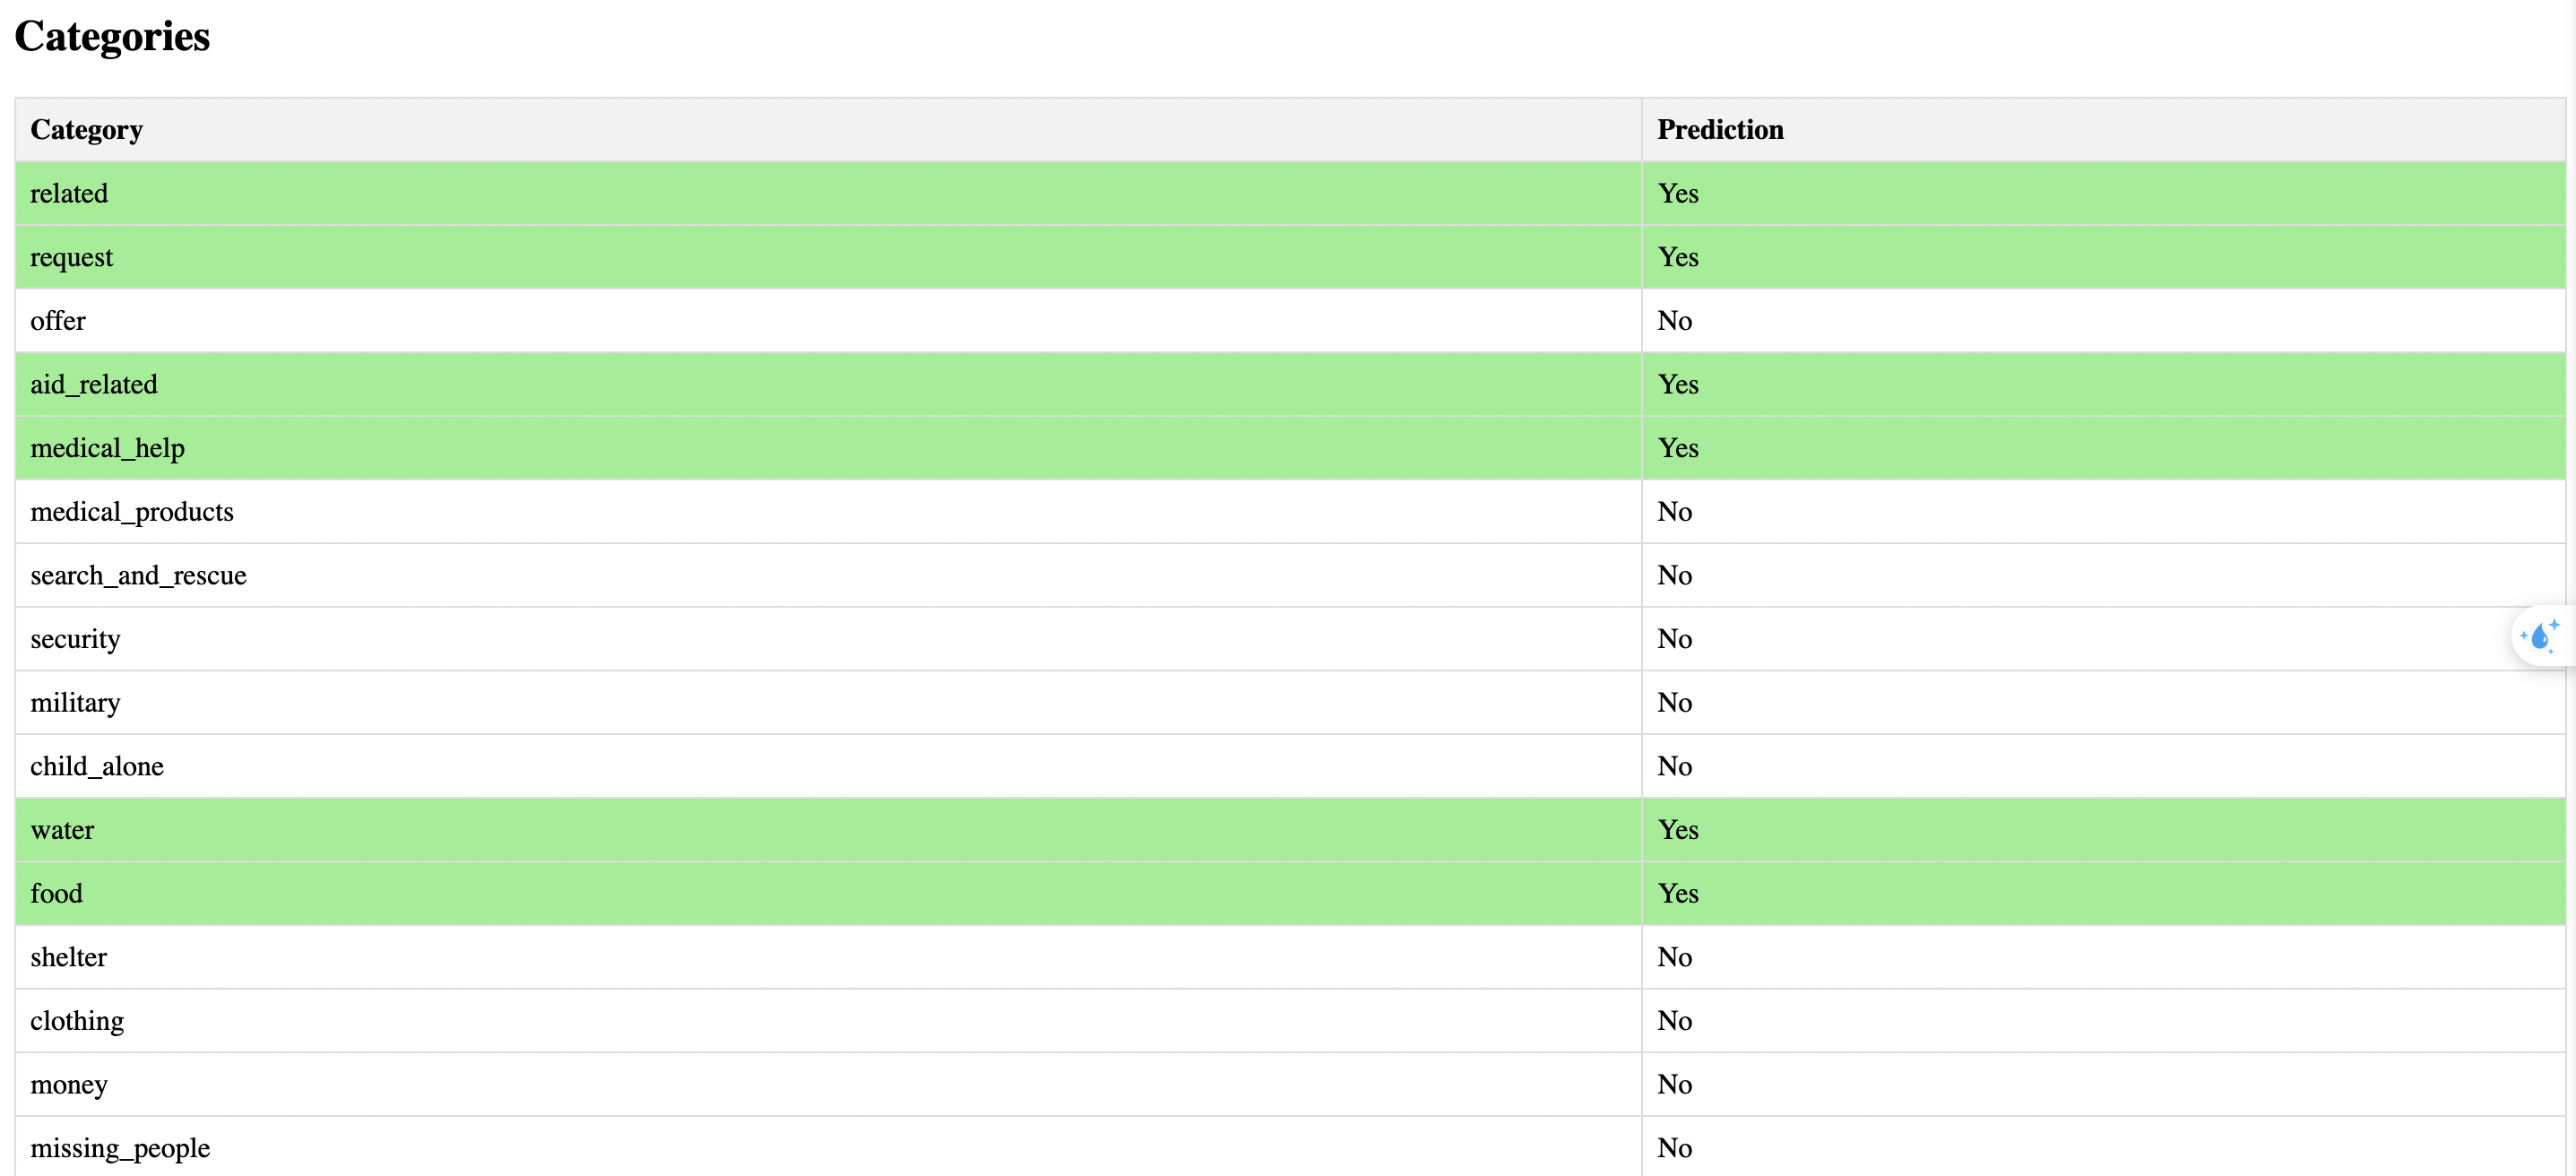 Categories
Category Prediction
related Yes
request Yes
offer No
aid_related Yes
medical_help Yes
medical_products No
search_and_rescue No
security No
military No
child_alone No
water Yes
food Yes
shelter No
clothing No
money No
missing_people No